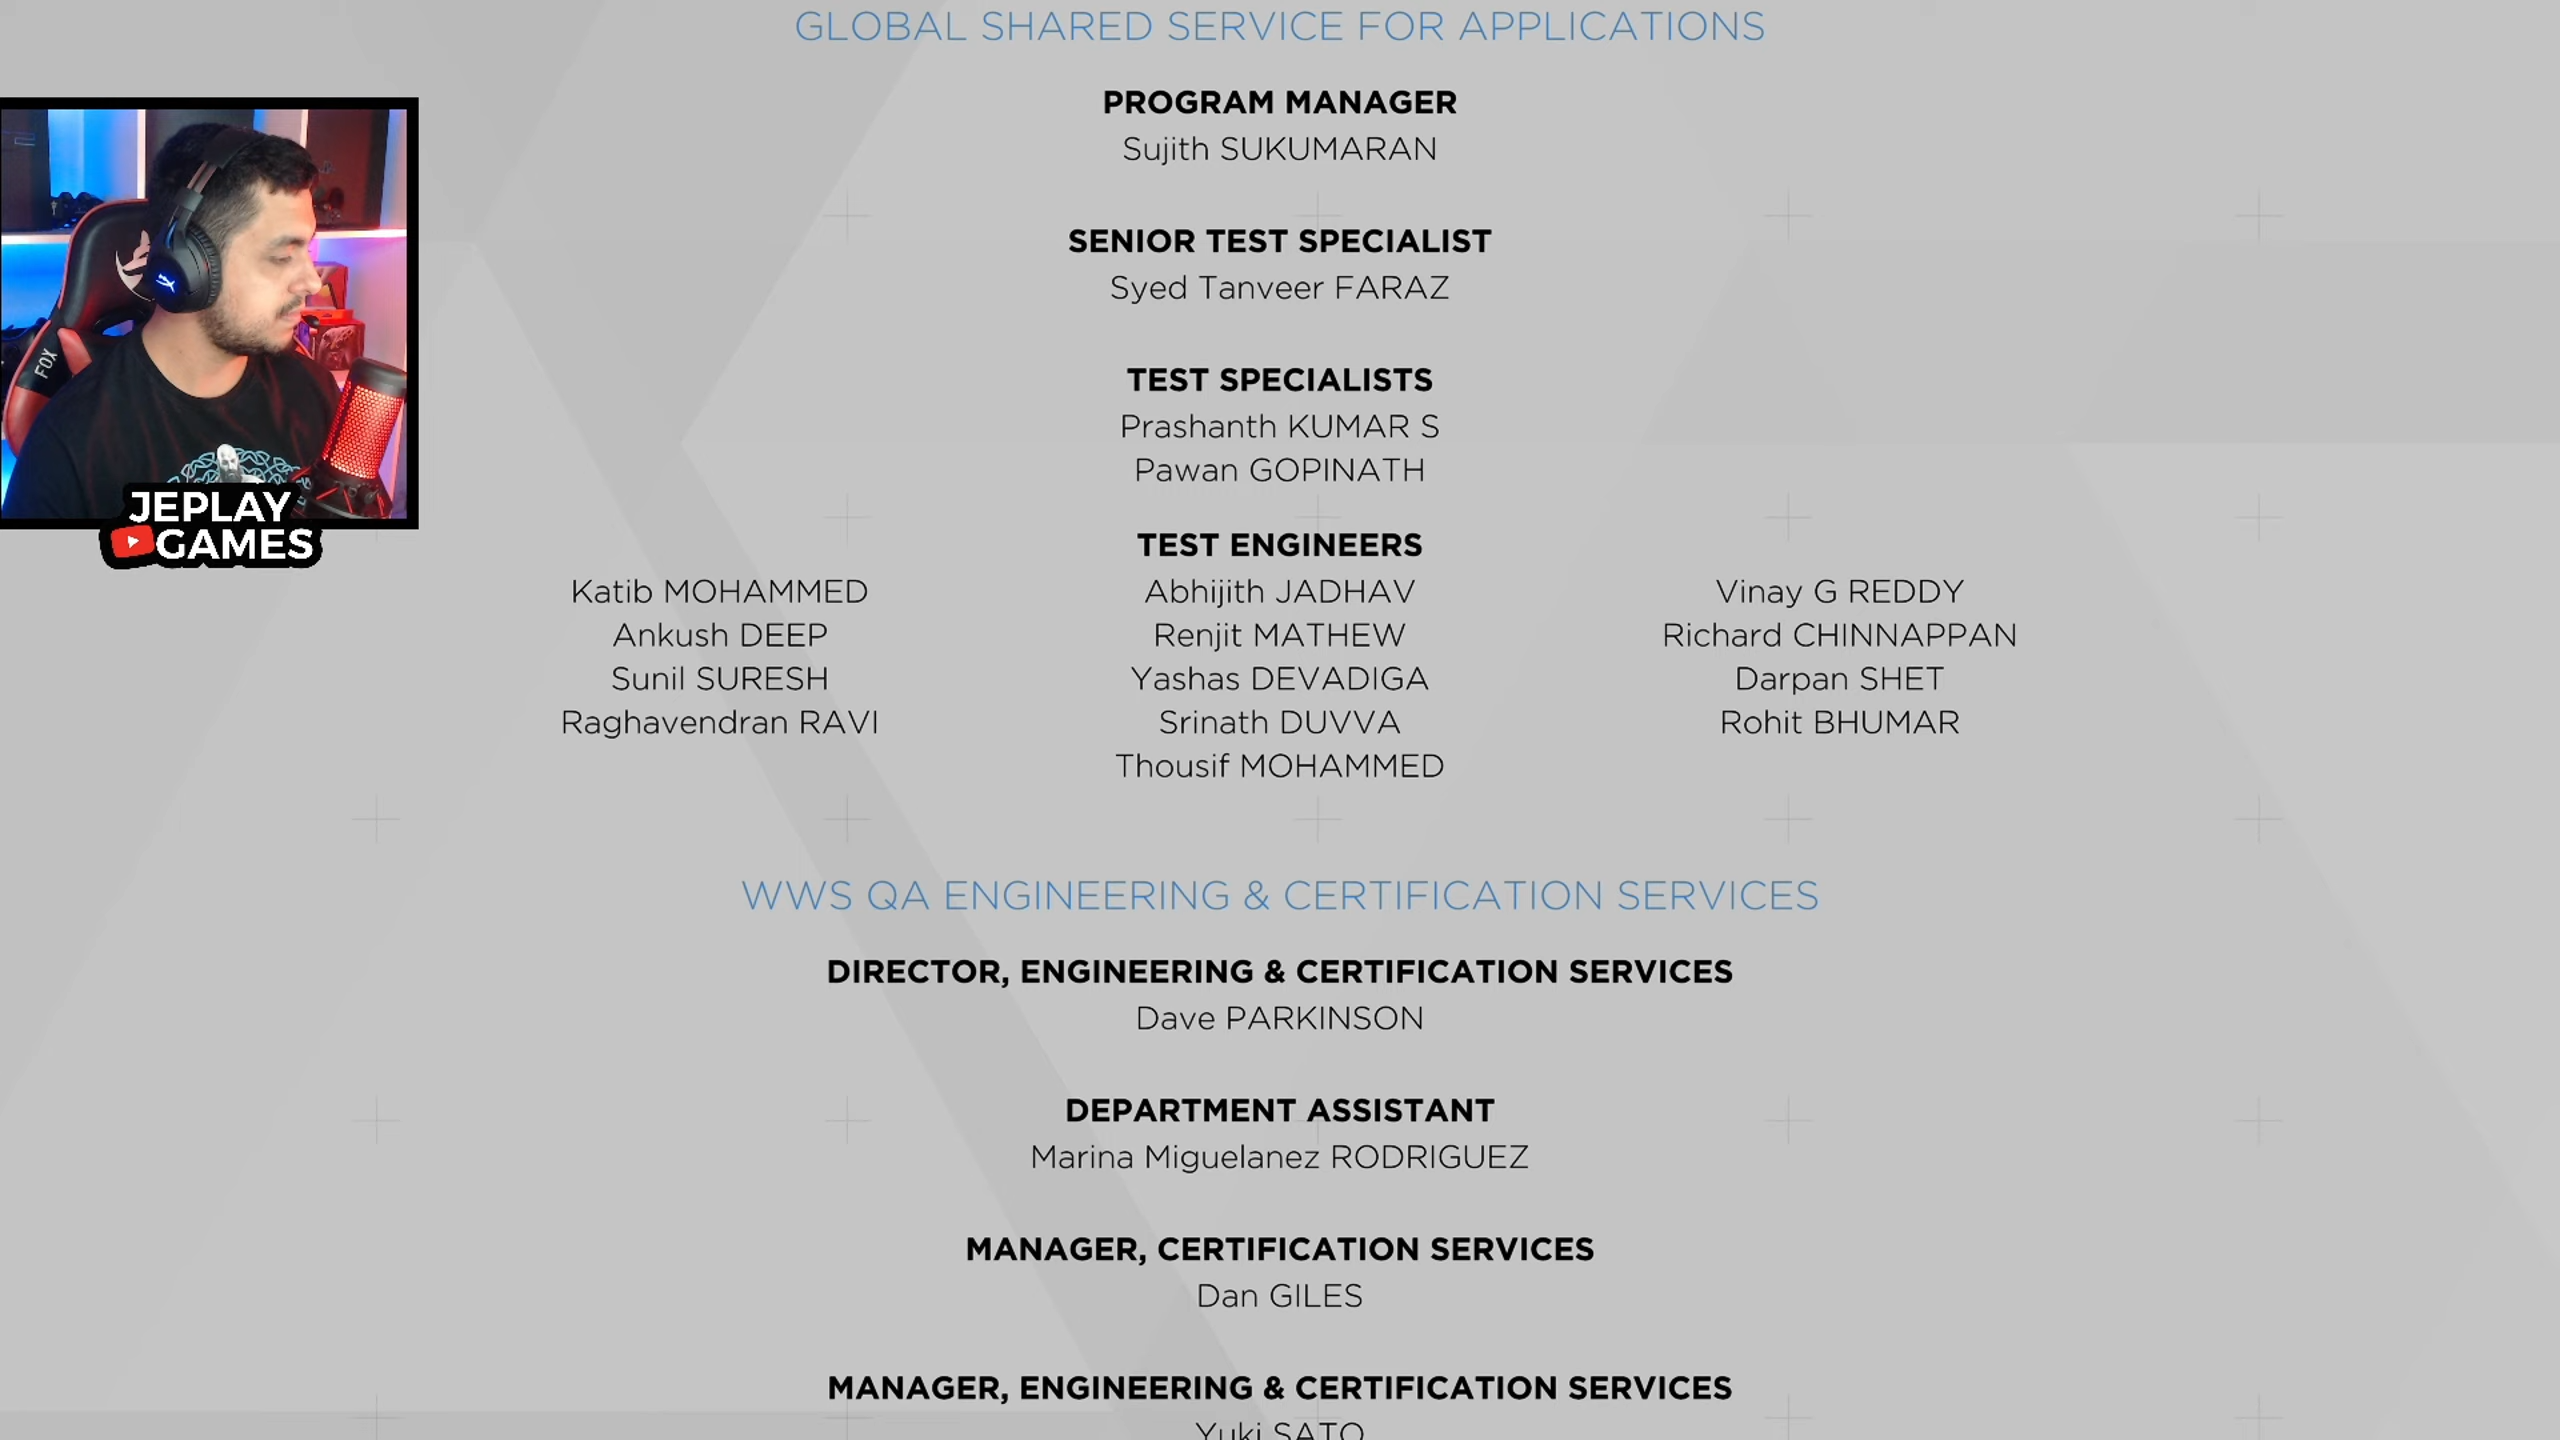 GLOBAL SHARED SERVICE FOR APPLICATIONS
PROGRAM MANAGER
Sujith SUKUMARAN
SENIOR TEST SPECIALIST
Syed Tanveer FARAZ
TEST SPECIALISTS
Prashanth KUMAR S
Pawan GOPINATH
FOX
JEPLAY
GAMES
TEST ENGINEERS
Katib MOHAMMED Abhijith JADHAV Vinay G REDDY
Ankush DEEP Renjit MATHEW Richard CHINNAPPAN
Sunil SURESH Yashas DEVADIGA Darpan SHET
Raghavendran RAVI Srinath DUVVA Rohit BHUMAR
Thousif MOHAMMED
WWS QA ENGINEERING & CERTIFICATION SERVICES
DIRECTOR, ENGINEERING & CERTIFICATION SERVICES
Dave PARKINSON
DEPARTMENT ASSISTANT
Marina Miguelanez RODRIGUEZ
MANAGER, CERTIFICATION SERVICES
Dan GILES
MANAGER, ENGINEERING & CERTIFICATION SERVICES
Yuki SATO